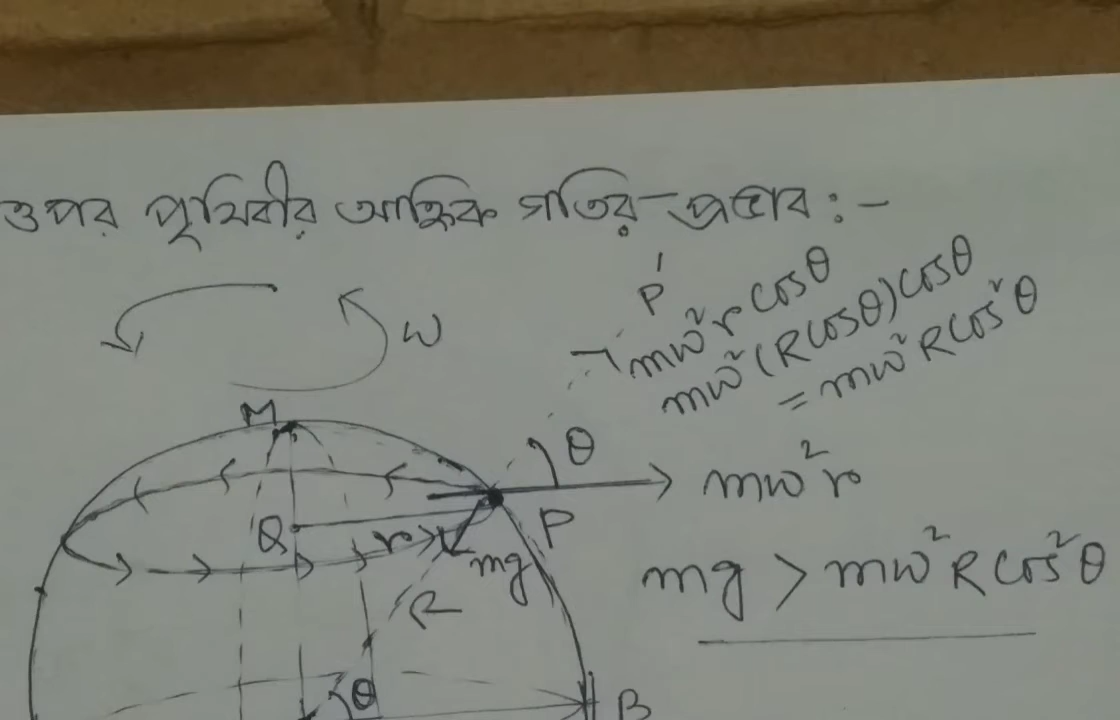 ওপর পৃথিবীর আহ্নিক গতির প্রভাব :-
P'
mω²r cosθ
mω²(R cosθ) cosθ
= mω²R cos²θ
ω
M
θ
mω²r
Q
r
P
mg
mg > mω²R cos²θ
R
θ
B